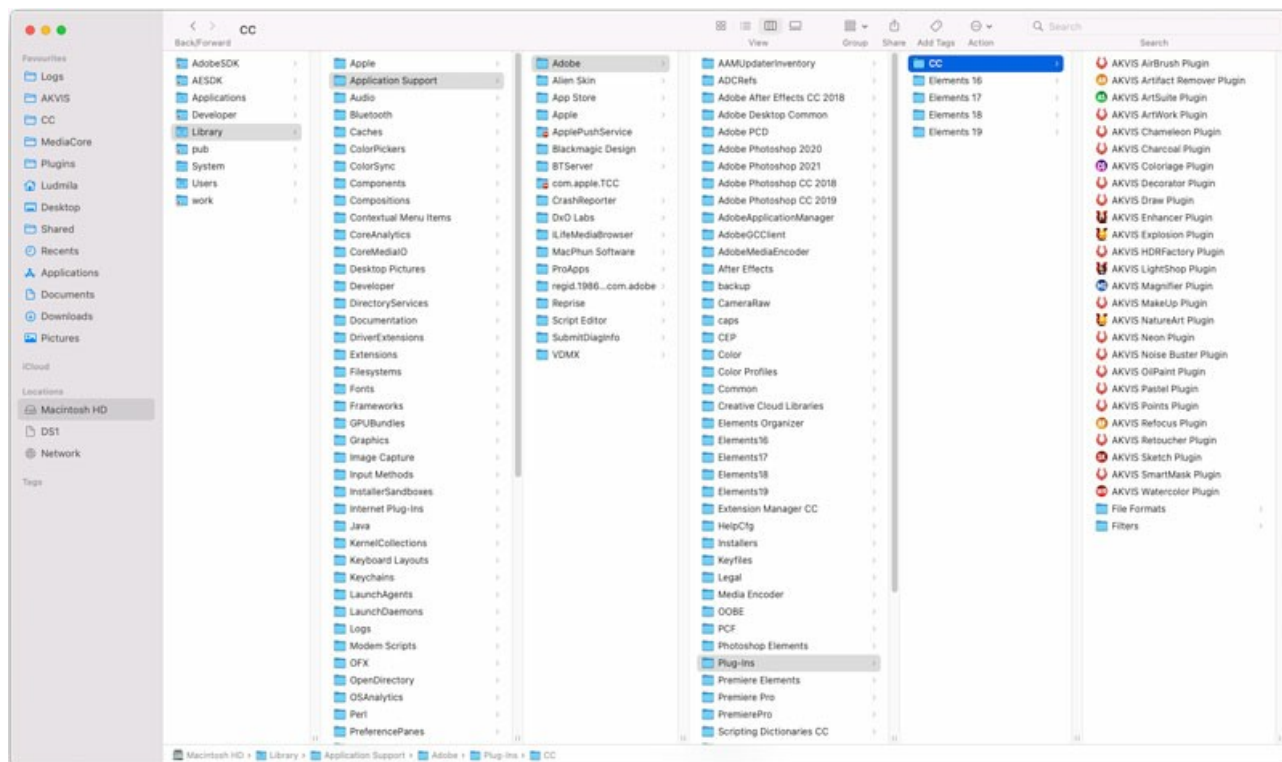 CC
Search
Back/Forward
View
Group
Share
Add Tags
Action
Search
Favourites
Logs
AKVIS
CC
MediaCore
Plugins
Ludmila
Desktop
Shared
Recents
Applications
Documents
Downloads
Pictures
iCloud
Locations
Macintosh HD
DS1
Network
Tags
AdobeSDK
AESDK
Applications
Developer
Library
pub
System
Users
work
Apple
Application Support
Audio
Bluetooth
Caches
ColorPickers
ColorSync
Components
Compositions
Contextual Menu Items
CoreAnalytics
CoreMediaIO
Desktop Pictures
Developer
DirectoryServices
Documentation
DriverExtensions
Extensions
Filesystems
Fonts
Frameworks
GPUBundles
Graphics
Image Capture
Input Methods
InstallerSandboxes
Internet Plug-Ins
Java
KernelCollections
Keyboard Layouts
Keychains
LaunchAgents
LaunchDaemons
Logs
Modem Scripts
OFX
OpenDirectory
OSAnalytics
Perl
PreferencePanes
Adobe
Alien Skin
App Store
Apple
ApplePushService
Blackmagic Design
BTServer
com.apple.TCC
CrashReporter
DxO Labs
iLifeMediaBrowser
MacPhun Software
ProApps
regid.1986...com.adobe
Reprise
Script Editor
SubmitDiagInfo
VDMX
AAMUpdaterInventory
ADCRefs
Adobe After Effects CC 2018
Adobe Desktop Common
Adobe PCD
Adobe Photoshop 2020
Adobe Photoshop 2021
Adobe Photoshop CC 2018
Adobe Photoshop CC 2019
AdobeApplicationManager
AdobeGCClient
AdobeMediaEncoder
After Effects
backup
CameraRaw
caps
CEP
Color
Color Profiles
Common
Creative Cloud Libraries
Elements Organizer
Elements16
Elements17
Elements18
Elements19
Extension Manager CC
HelpCfg
Installers
Keyfiles
Legal
Media Encoder
OOBE
PCF
Photoshop Elements
Plug-Ins
Premiere Elements
Premiere Pro
PremierePro
Scripting Dictionaries CC
CC
Elements 16
Elements 17
Elements 18
Elements 19
AKVIS AirBrush Plugin
AKVIS Artifact Remover Plugin
AKVIS ArtSuite Plugin
AKVIS ArtWork Plugin
AKVIS Chameleon Plugin
AKVIS Charcoal Plugin
AKVIS Coloriage Plugin
AKVIS Decorator Plugin
AKVIS Draw Plugin
AKVIS Enhancer Plugin
AKVIS Explosion Plugin
AKVIS HDRFactory Plugin
AKVIS LightShop Plugin
AKVIS Magnifier Plugin
AKVIS MakeUp Plugin
AKVIS NatureArt Plugin
AKVIS Neon Plugin
AKVIS Noise Buster Plugin
AKVIS OilPaint Plugin
AKVIS Pastel Plugin
AKVIS Points Plugin
AKVIS Refocus Plugin
AKVIS Retoucher Plugin
AKVIS Sketch Plugin
AKVIS SmartMask Plugin
AKVIS Watercolor Plugin
File Formats
Filters
Macintosh HD › Library › Application Support › Adobe › Plug-Ins › CC